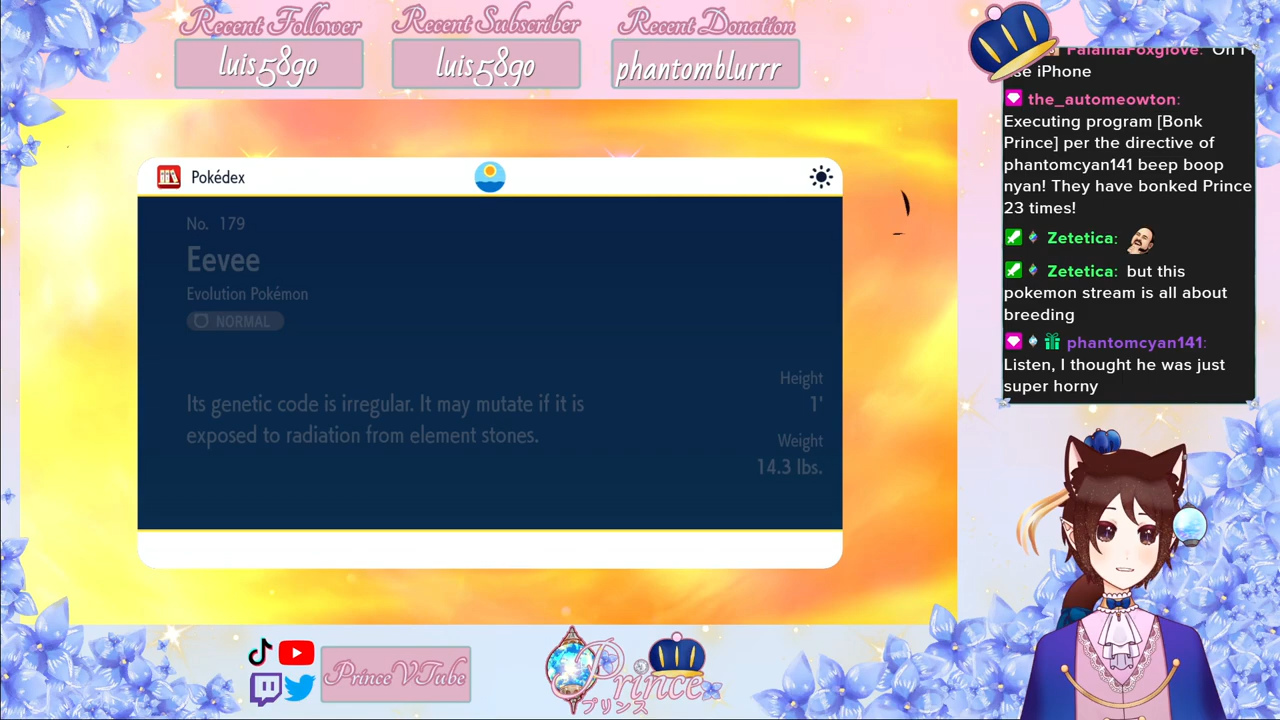 Recent Follower
Recent Subscriber
Recent Donation
luis58go
luis58go
phantomblurrr
Pokédex
No. 179
Eevee
Evolution Pokémon
NORMAL
Height
1'
Its genetic code is irregular. It may mutate if it is
exposed to radiation from element stones.
Weight
14.3 lbs.
PalainaFoxglove: Oh I
se iPhone
the_automeowton:
Executing program [Bonk
Prince] per the directive of
phantomcyan141 beep boop
nyan! They have bonked Prince
23 times!
Zetetica:
Zetetica: but this
pokemon stream is all about
breeding
phantomcyan141:
Listen, I thought he was just
super horny
PrinceVTube
Prince
プリンス